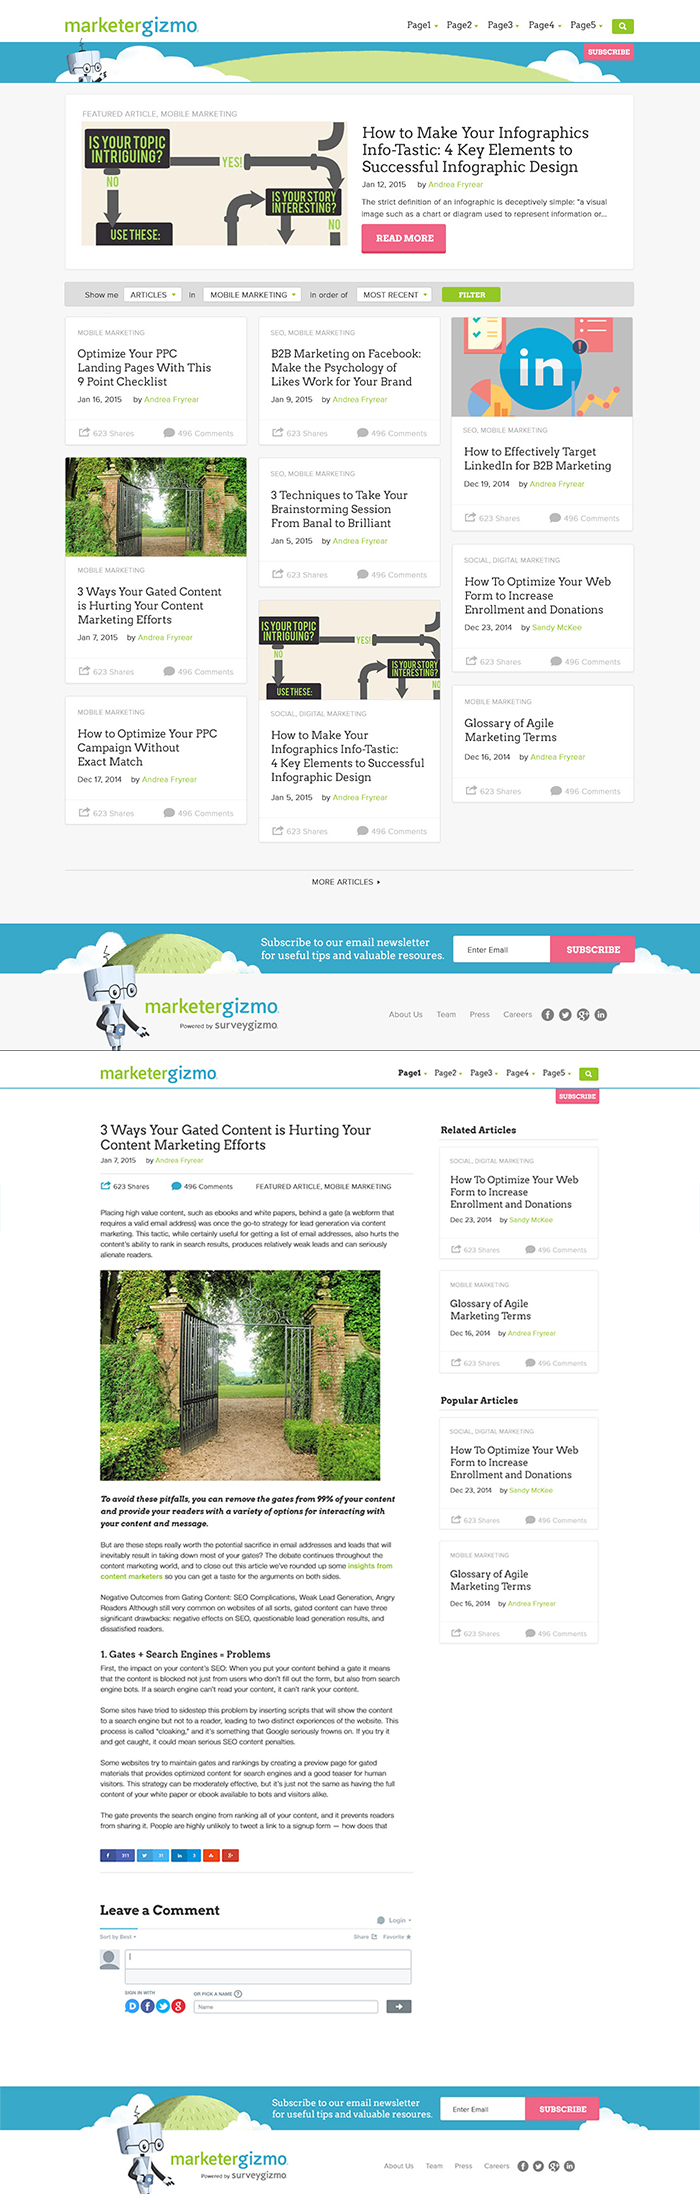 marketergizmo
Page1 Page2 Page3 Page4 Page5
SUBSCRIBE
FEATURED ARTICLE, MOBILE MARKETING
IS YOUR TOPIC
INTRIGUING?
YES!
NO
IS YOUR STORY
INTERESTING?
NO
USE THESE:
How to Make Your Infographics
Info-Tastic: 4 Key Elements to
Successful Infographic Design
Jan 12, 2015 by Andrea Fryrear
The strict definition of an infographic is deceptively simple: "a visual
image such as a chart or diagram used to represent information or...
READ MORE
Show me ARTICLES in MOBILE MARKETING in order of MOST RECENT FILTER
MOBILE MARKETING
Optimize Your PPC
Landing Pages With This
9 Point Checklist
Jan 16, 2015 by Andrea Fryrear
623 Shares 496 Comments
SEO, MOBILE MARKETING
B2B Marketing on Facebook:
Make the Psychology of
Likes Work for Your Brand
Jan 9, 2015 by Andrea Fryrear
623 Shares 496 Comments
in
SEO, MOBILE MARKETING
How to Effectively Target
LinkedIn for B2B Marketing
Dec 19, 2014 by Andrea Fryrear
623 Shares 496 Comments
MOBILE MARKETING
3 Ways Your Gated Content
is Hurting Your Content
Marketing Efforts
Jan 7, 2015 by Andrea Fryrear
623 Shares 496 Comments
SEO, MOBILE MARKETING
3 Techniques to Take Your
Brainstorming Session
From Banal to Brilliant
Jan 5, 2015 by Andrea Fryrear
623 Shares 496 Comments
SOCIAL, DIGITAL MARKETING
How To Optimize Your Web
Form to Increase
Enrollment and Donations
Dec 23, 2014 by Sandy McKee
623 Shares 496 Comments
MOBILE MARKETING
How to Optimize Your PPC
Campaign Without
Exact Match
Dec 17, 2014 by Andrea Fryrear
623 Shares 496 Comments
IS YOUR TOPIC
INTRIGUING?
YES!
NO
IS YOUR STORY
INTERESTING?
NO
USE THESE:
SOCIAL, DIGITAL MARKETING
How to Make Your
Infographics Info-Tastic:
4 Key Elements to Successful
Infographic Design
Jan 5, 2015 by Andrea Fryrear
623 Shares 496 Comments
MOBILE MARKETING
Glossary of Agile
Marketing Terms
Dec 16, 2014 by Andrea Fryrear
623 Shares 496 Comments
MORE ARTICLES
Subscribe to our email newsletter
for useful tips and valuable resoures.
Enter Email SUBSCRIBE
marketergizmo
Powered by surveygizmo
About Us Team Press Careers
marketergizmo
Page1 Page2 Page3 Page4 Page5
SUBSCRIBE
3 Ways Your Gated Content is Hurting Your
Content Marketing Efforts
Jan 7, 2015 by Andrea Fryrear
623 Shares 496 Comments FEATURED ARTICLE, MOBILE MARKETING
Placing high value content, such as ebooks and white papers, behind a gate (a webform that
requires a valid email address) was once the go-to strategy for lead generation via content
marketing. This tactic, while certainly useful for getting a list of email addresses, also hurts the
content's ability to rank in search results, produces relatively weak leads and can seriously
alienate readers.
To avoid these pitfalls, you can remove the gates from 99% of your content
and provide your readers with a variety of options for interacting with
your content and message.
But are these steps really worth the potential sacrifice in email addresses and leads that will
inevitably result in taking down most of your gates? The debate continues throughout the
content marketing world, and to close out this article we've rounded up some insights from
content marketers so you can get a taste for the arguments on both sides.
Negative Outcomes from Gating Content: SEO Complications, Weak Lead Generation, Angry
Readers Although still very common on websites of all sorts, gated content can have three
significant drawbacks: negative effects on SEO, questionable lead generation results, and
dissatisfied readers.
1. Gates + Search Engines = Problems
First, the impact on your content's SEO: When you put your content behind a gate it means
that the content is blocked not just from users who don't fill out the form, but also from search
engine bots. If a search engine can't read your content, it can't rank your content.
Some sites have tried to sidestep this problem by inserting scripts that will show the content
to a search engine but not to a reader, leading to two distinct experiences of the website. This
process is called "cloaking," and it's something that Google seriously frowns on. If you try it
and get caught, it could mean serious SEO content penalties.
Some websites try to maintain gates and rankings by creating a preview page for gated
materials that provides optimized content for search engines and a good teaser for human
visitors. This strategy can be moderately effective, but it's just not the same as having the full
content of your white paper or ebook available to bots and visitors alike.
The gate prevents the search engine from ranking all of your content, and it prevents readers
from sharing it. People are highly unlikely to tweet a link to a signup form — how does that
311 31 3
Related Articles
SOCIAL, DIGITAL MARKETING
How To Optimize Your Web
Form to Increase
Enrollment and Donations
Dec 23, 2014 by Sandy McKee
623 Shares 496 Comments
MOBILE MARKETING
Glossary of Agile
Marketing Terms
Dec 16, 2014 by Andrea Fryrear
623 Shares 496 Comments
Popular Articles
SOCIAL, DIGITAL MARKETING
How To Optimize Your Web
Form to Increase
Enrollment and Donations
Dec 23, 2014 by Sandy McKee
623 Shares 496 Comments
MOBILE MARKETING
Glossary of Agile
Marketing Terms
Dec 16, 2014 by Andrea Fryrear
623 Shares 496 Comments
Leave a Comment
Login
Sort by Best Share Favorite
SIGN IN WITH OR PICK A NAME ?
Name
Subscribe to our email newsletter
for useful tips and valuable resoures.
Enter Email SUBSCRIBE
marketergizmo
Powered by surveygizmo
About Us Team Press Careers